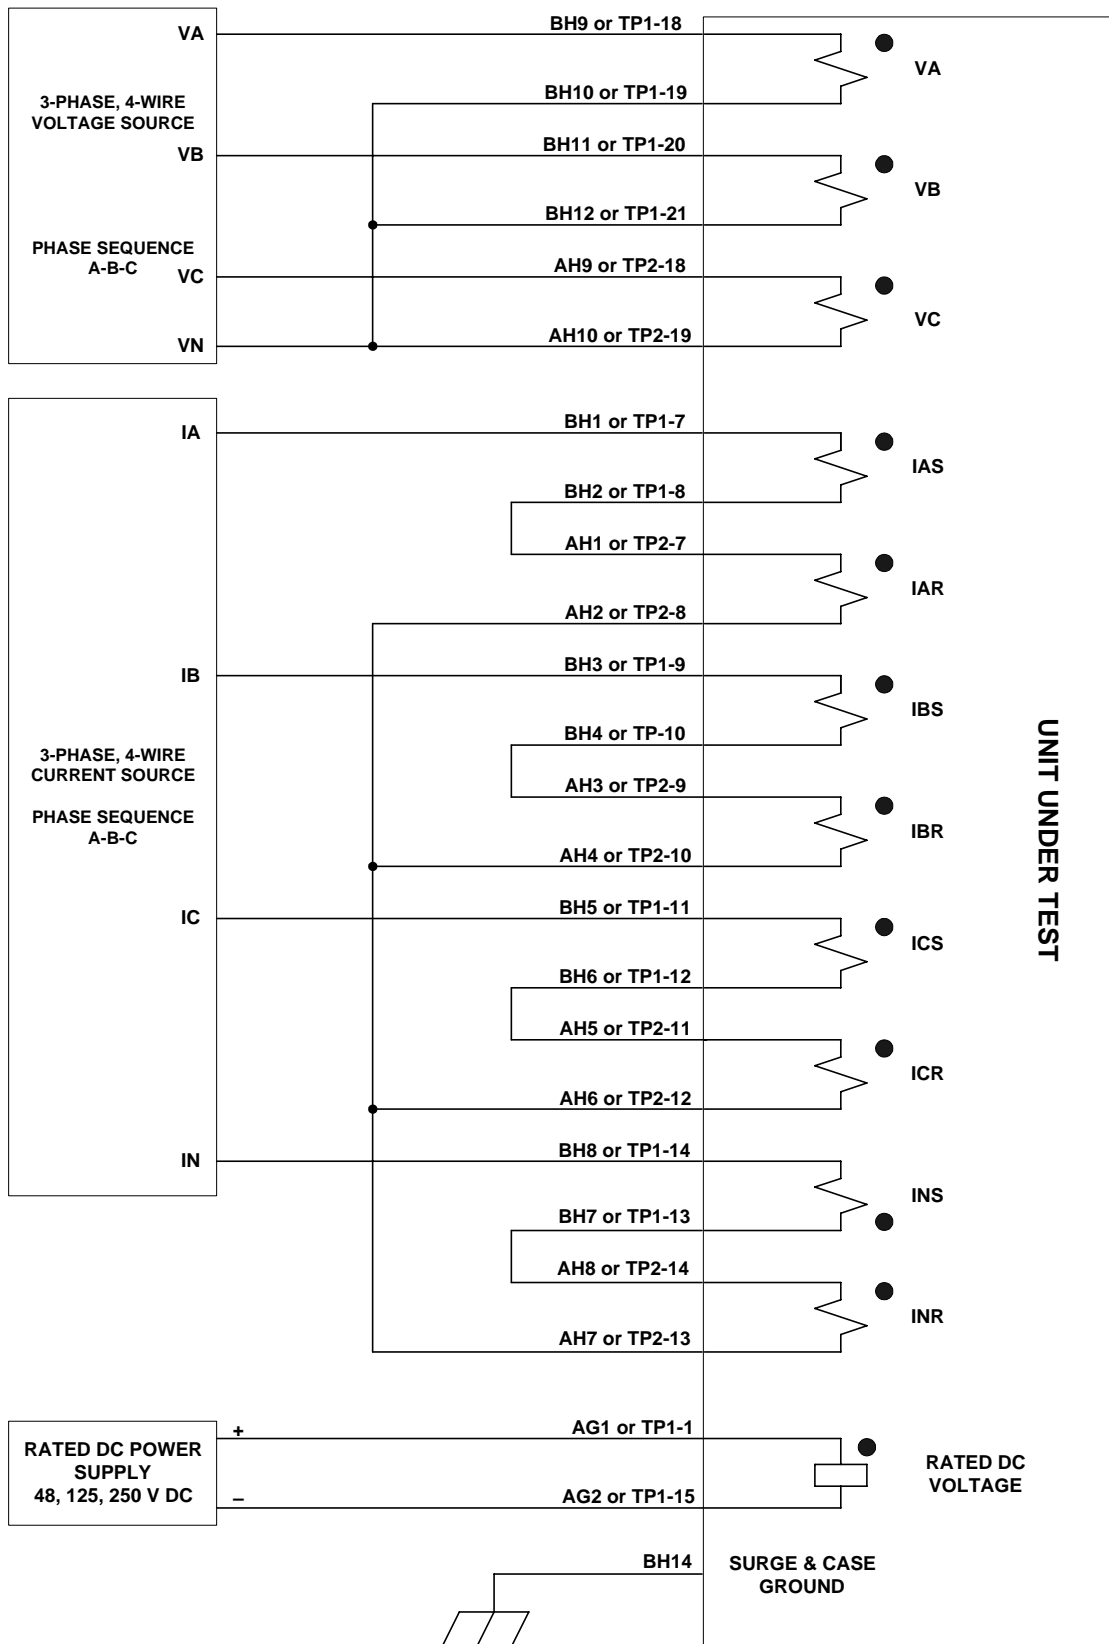 BH9 or TP1-18
VA
VA
3-PHASE, 4-WIRE
VOLTAGE SOURCE
BH10 or TP1-19
BH11 or TP1-20
VB
VB
BH12 or TP1-21
PHASE SEQUENCE
A-B-C
AH9 or TP2-18
VC
VC
AH10 or TP2-19
VN
BH1 or TP1-7
IA
IAS
BH2 or TP1-8
AH1 or TP2-7
IAR
AH2 or TP2-8
BH3 or TP1-9
IB
IBS
BH4 or TP-10
3-PHASE, 4-WIRE
CURRENT SOURCE
AH3 or TP2-9
PHASE SEQUENCE
A-B-C
IBR
AH4 or TP2-10
UNIT UNDER TEST
BH5 or TP1-11
IC
ICS
BH6 or TP1-12
AH5 or TP2-11
ICR
AH6 or TP2-12
BH8 or TP1-14
IN
INS
BH7 or TP1-13
AH8 or TP2-14
INR
AH7 or TP2-13
+
AG1 or TP1-1
RATED DC POWER
SUPPLY
48, 125, 250 V DC
RATED DC
VOLTAGE
–
AG2 or TP1-15
BH14
SURGE & CASE
GROUND